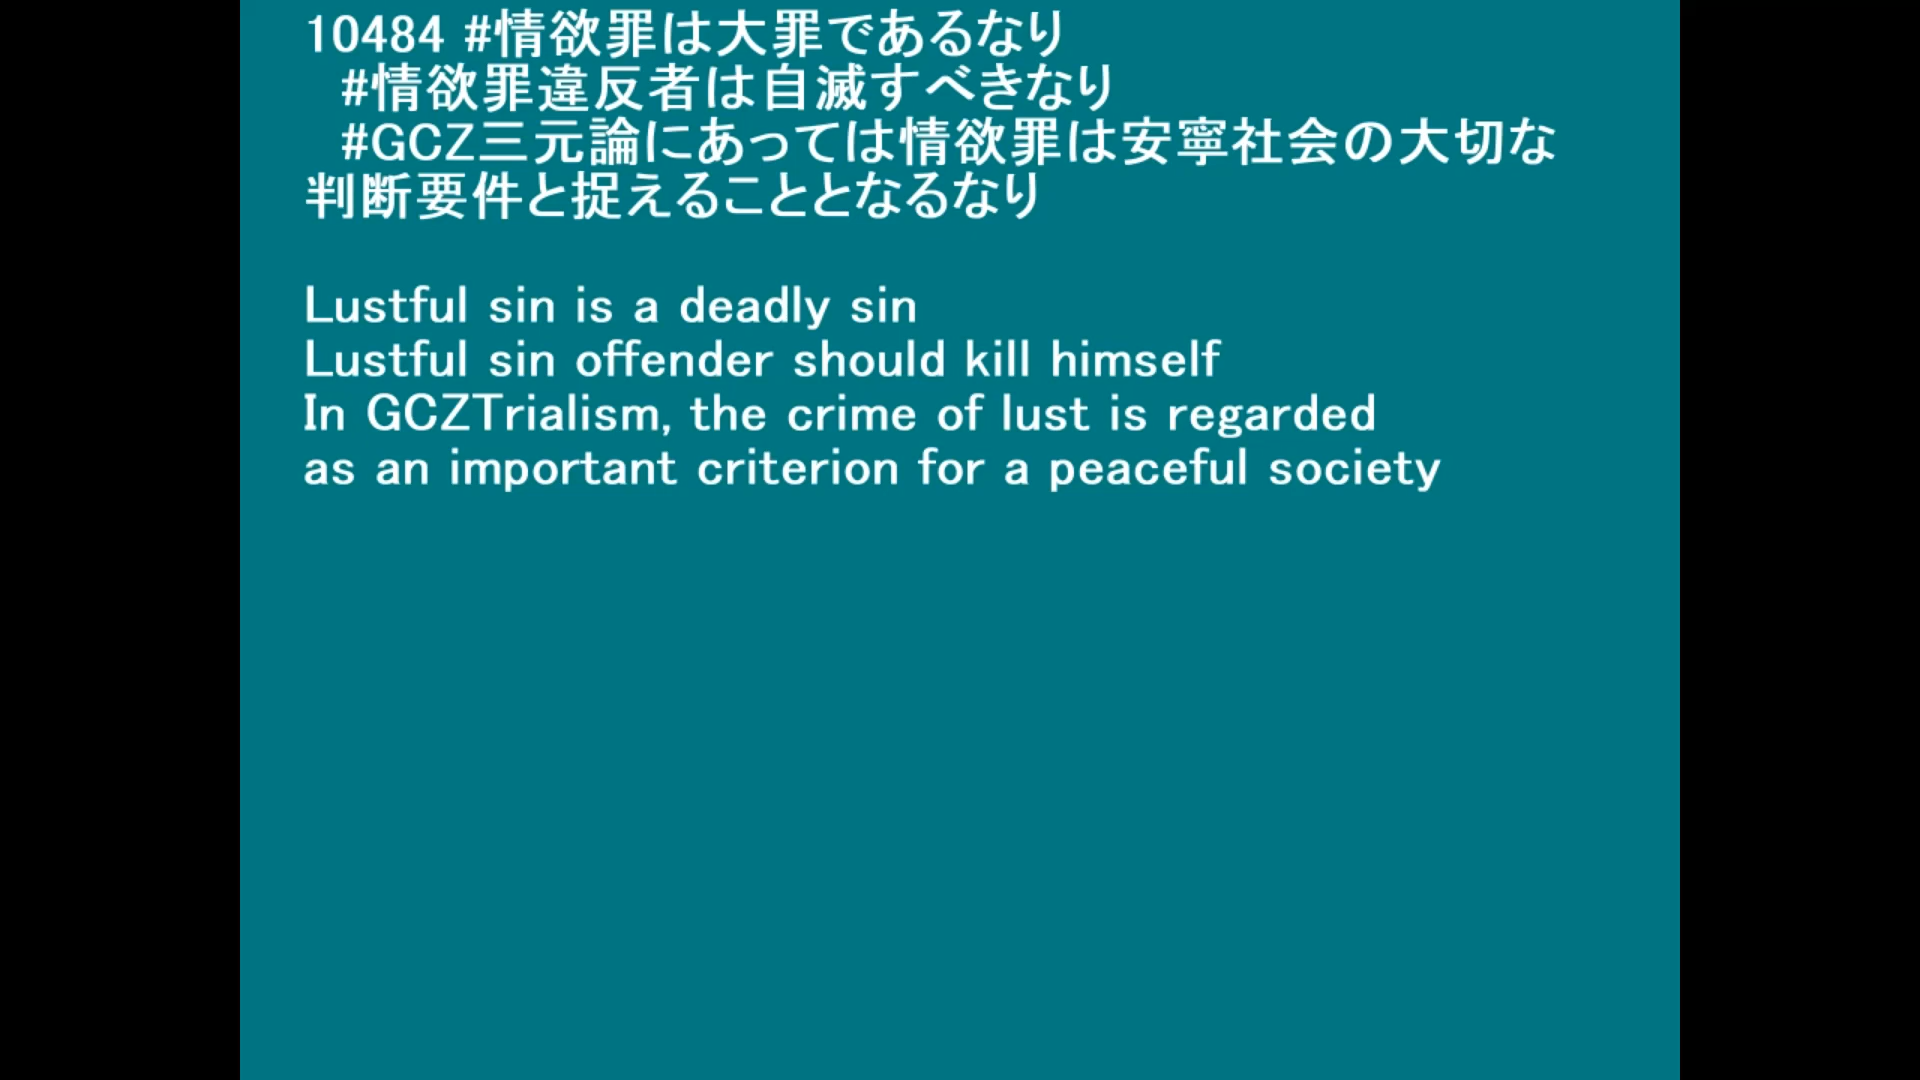 10484 #情欲罪は大罪であるなり
#情欲罪違反者は自滅すべきなり
#GCZ三元論にあっては情欲罪は安寧社会の大切な
判断要件と捉えることとなるなり
Lustful sin is a deadly sin
Lustful sin offender should kill himself
In GCZTrialism, the crime of lust is regarded
as an important criterion for a peaceful society